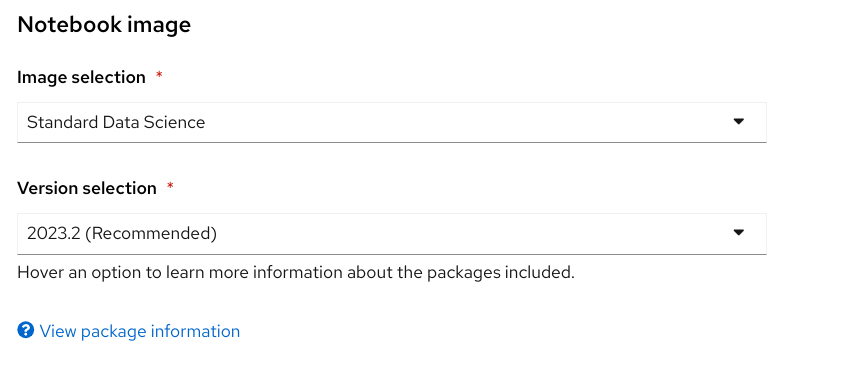 Notebook image
Image selection *
Standard Data Science
Version selection *
2023.2 (Recommended)
Hover an option to learn more information about the packages included.
? View package information